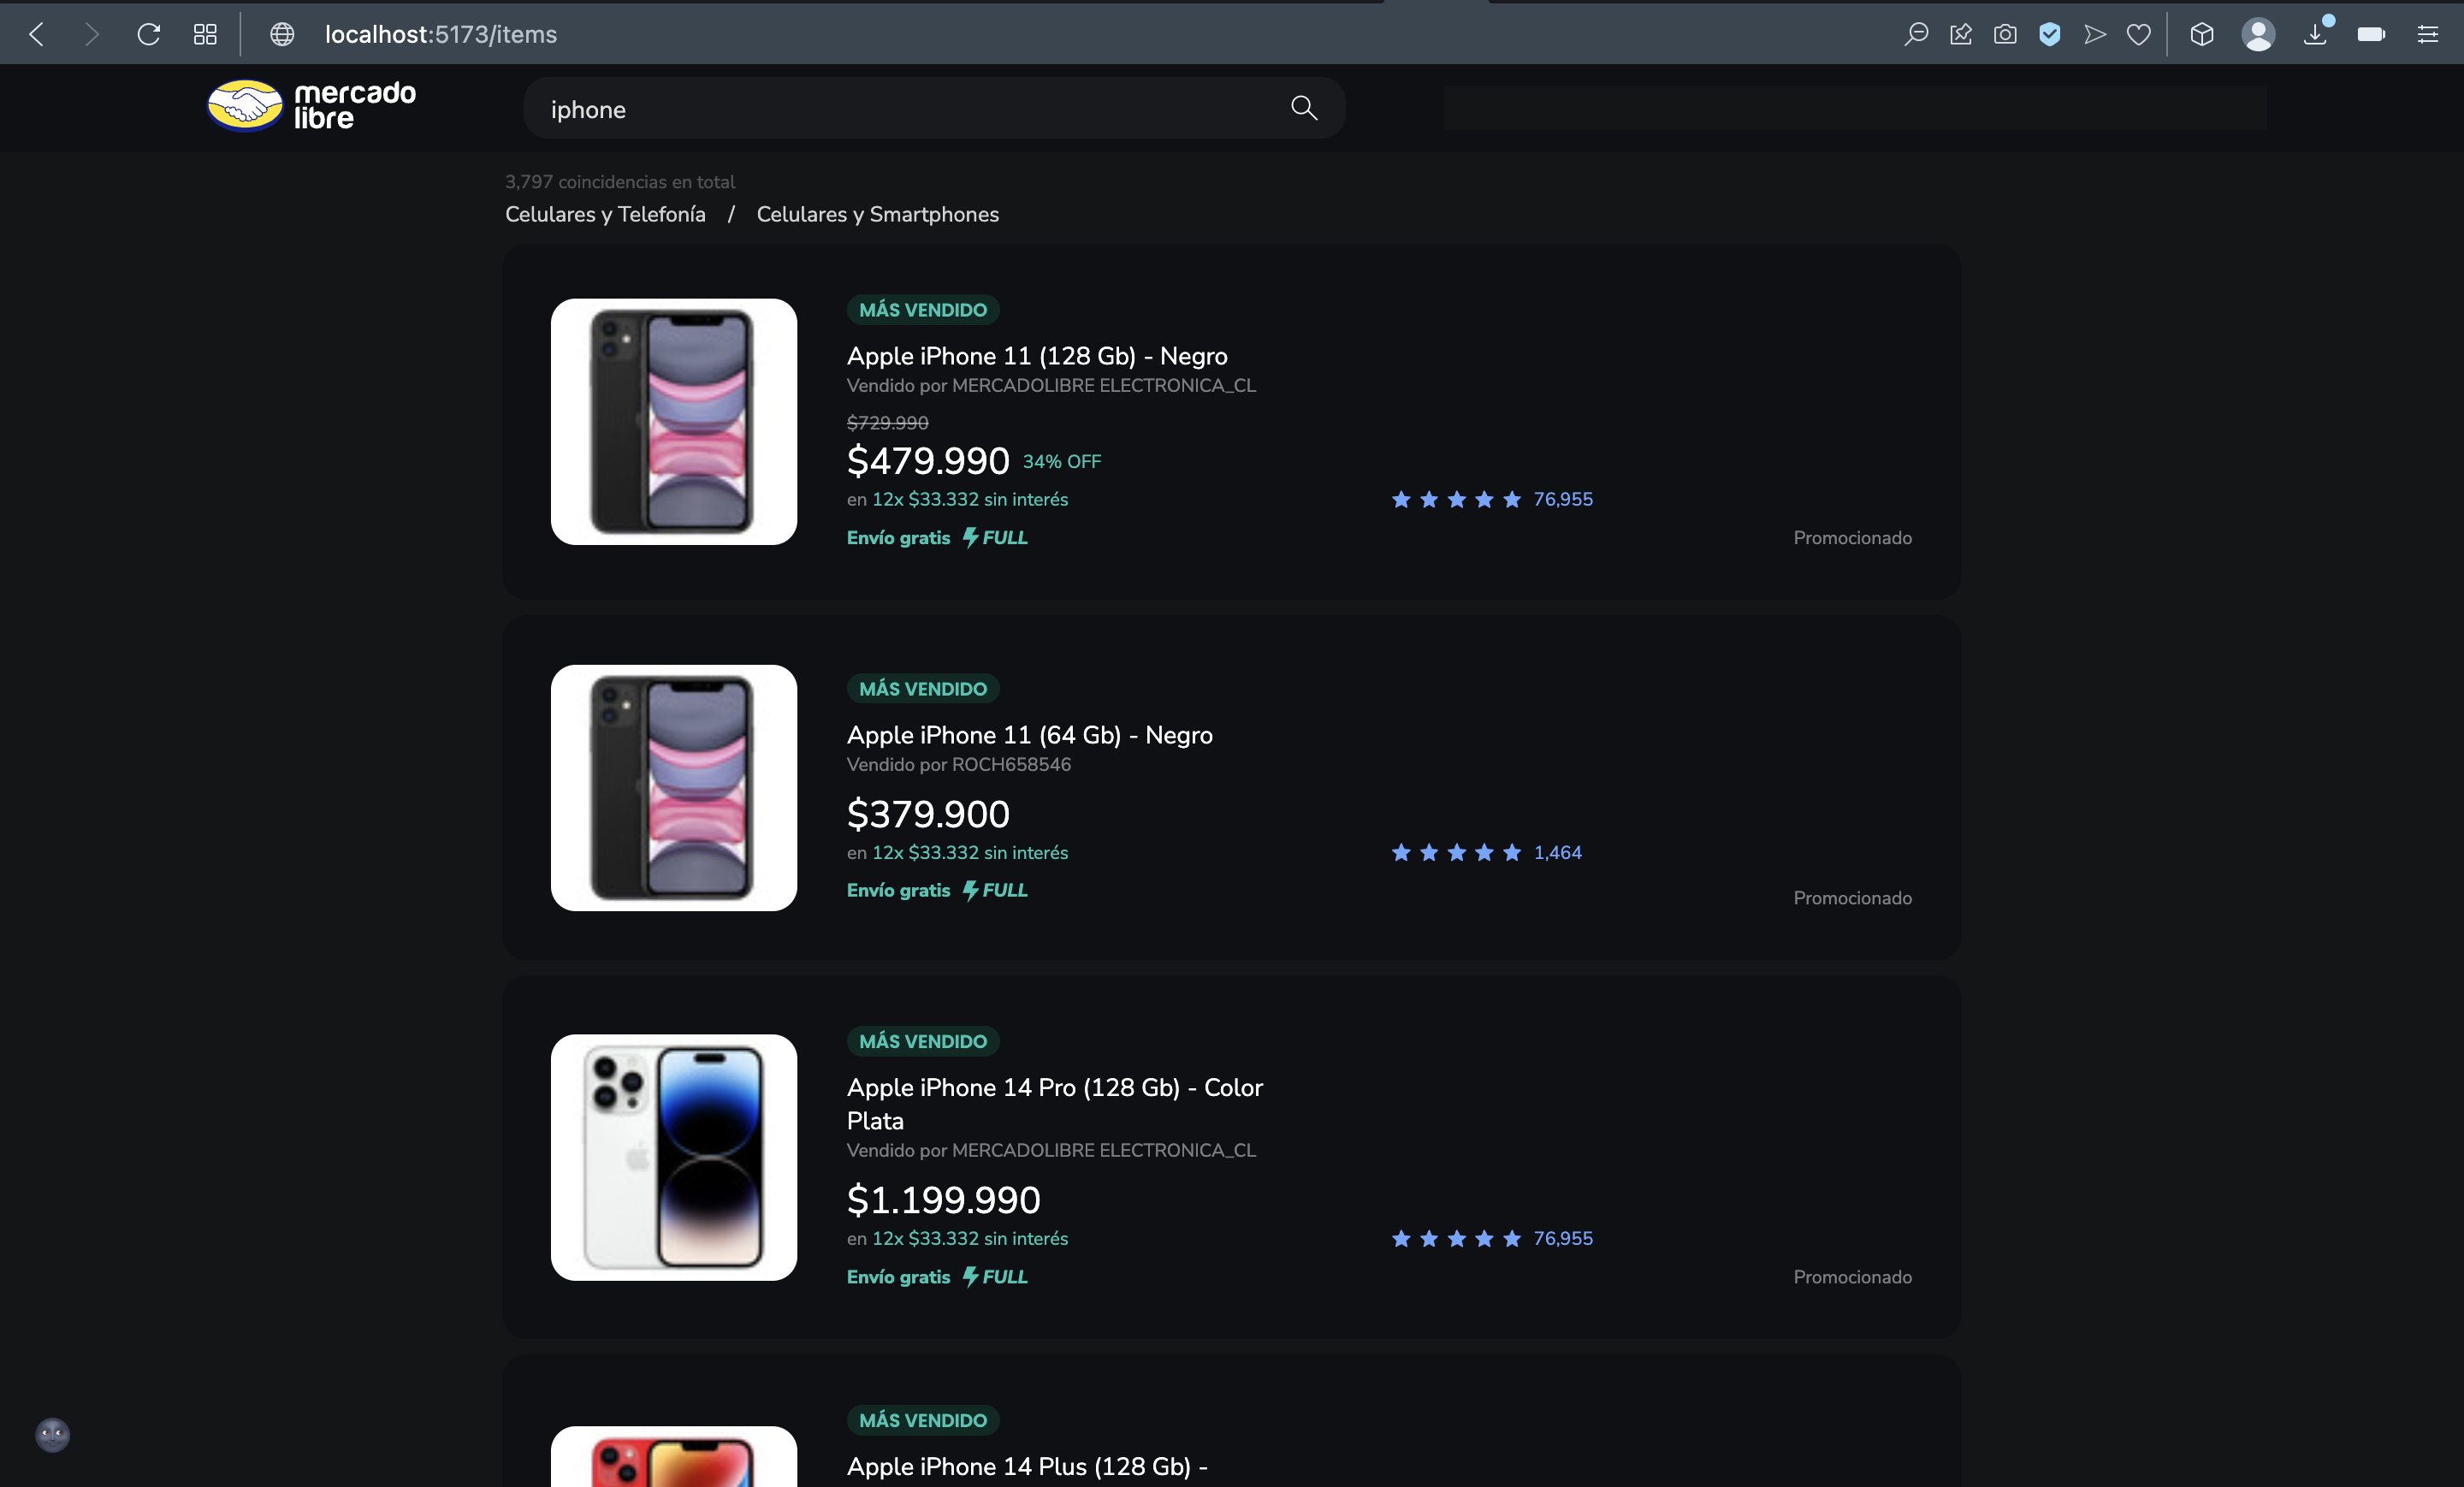 localhost:5173/items
mercado
libre
iphone
3,797 coincidencias en total
Celulares y Telefonía / Celulares y Smartphones
MÁS VENDIDO
Apple iPhone 11 (128 Gb) - Negro
Vendido por MERCADOLIBRE ELECTRONICA_CL
$729.990
$479.990 34% OFF
en 12x $33.332 sin interés 76,955
Envío gratis FULL Promocionado
MÁS VENDIDO
Apple iPhone 11 (64 Gb) - Negro
Vendido por ROCH658546
$379.900
en 12x $33.332 sin interés 1,464
Envío gratis FULL
Promocionado
MÁS VENDIDO
Apple iPhone 14 Pro (128 Gb) - Color
Plata
Vendido por MERCADOLIBRE ELECTRONICA_CL
$1.199.990
en 12x $33.332 sin interés 76,955
Envío gratis FULL Promocionado
MÁS VENDIDO
Apple iPhone 14 Plus (128 Gb) -